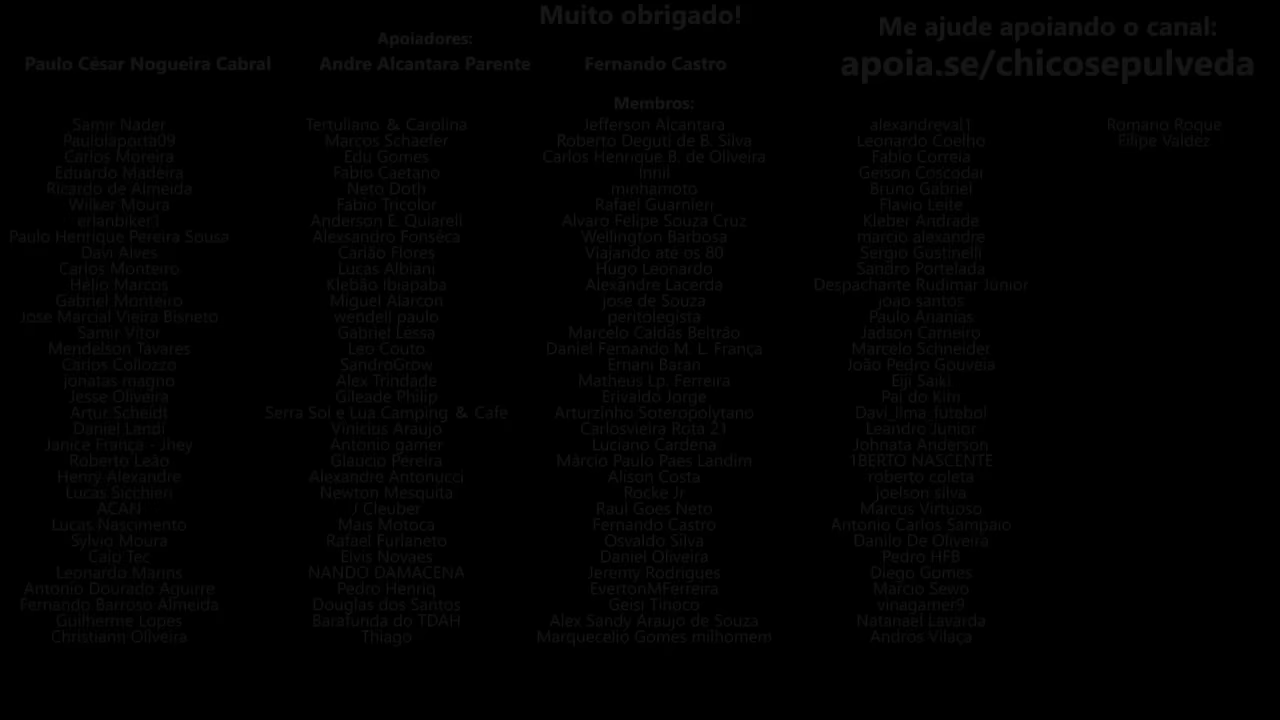 Muito obrigado!
Me ajude apoiando o canal:
apoia.se/chicosepulveda
Apoiadores:
Paulo César Nogueira Cabral
Andre Alcantara Parente
Fernando Castro
Membros:
Samir Nader
Paulolaporta09
Carlos Moreira
Eduardo Madeira
Ricardo de Almeida
Wilker Moura
erlanbiker1
Paulo Henrique Pereira Sousa
Davi Alves
Carlos Monteiro
Hélio Marcos
Gabriel Monteiro
Jose Marcial Vieira Bisneto
Samir Vitor
Mendelson Tavares
Carlos Collozzo
jonatas magno
Jesse Oliveira
Artur Scheidt
Daniel Landi
Janice França - Jhey
Roberto Leão
Henry Alexandre
Lucas Sicchieri
ACAN
Lucas Nascimento
Sylvio Moura
Caio Tec
Leonardo Manns
Antonio Dourado Aguirre
Fernando Barroso Almeida
Guilherme Lopes
Christiann Oliveira
Tertuliano & Carolina
Marcos Schaefer
Edu Gomes
Fabio Caetano
Neto Doth
Fabio Tricolor
Anderson E. Quiareli
Alexsandro Fonseca
Carlão Flores
Lucas Albiani
Klebão Ibiapaba
Miguel Alarcon
wendell paulo
Gabriel Lessa
Leo Couto
SandroGrow
Alex Trindade
Gileade Philip
Serra Sol e Lua Camping & Cafe
Vinicios Araujo
Antonio gamer
Glaucio Pereira
Alexandre Antonucci
Newton Mesquita
J Cleuber
Mais Motoca
Rafael Furlaneto
Elvis Novaes
NANDO DAMACENA
Pedro Henriq
Douglas dos Santos
Barafunda do TDAH
Thiago
Jefferson Alcantara
Roberto Deguti de B. Silva
Carlos Henrique B. de Oliveira
Innii
minhamoto
Rafael Guarnieri
Alvaro Felipe Souza Cruz
Wellington Barbosa
Viajando até os 80
Hugo Leonardo
Alexandre Lacerda
jose de Souza
peritolegista
Marcelo Caldas Beltrão
Daniel Fernando M. L. França
Ernani Baran
Matheus Lp. Ferreira
Erivaldo Jorge
Arturzinho Soteropolytano
Carlosvieira Rota 21
Luciano Cardena
Márcio Paulo Paes Landim
Alison Costa
Rocke Jr
Raul Goes Neto
Fernando Castro
Osvaldo Silva
Daniel Oliveira
Jeremy Rodrigues
EvertonMFerreira
Geisi Tinoco
Alex Sandy Araujo de Souza
Marquecelio Gomes milhomem
alexandreval1
Leonardo Coelho
Fabio Correia
Geison Coscodai
Bruno Gabriel
Flavio Leite
Kleber Andrade
marcio alexandre
Sergio Gustinelli
Sandro Portelada
Despachante Rudimar Júnior
joao santos
Paulo Ananias
Jadson Carneiro
Marcelo Schneider
João Pedro Gouveia
Eiji Saiki
Pai do Kim
Davi_lima_futebol
Leandro Junior
Johnata Anderson
1BERTO NASCENTE
roberto coleta
joelson silva
Marcus Virtuoso
Antonio Carlos Sampaio
Danilo De Oliveira
Pedro HFB
Diego Gomes
Marcio Sewo
vinagamer9
Natanael Lavarda
Andros Vilaça
Romano Roque
Filipe Valdez